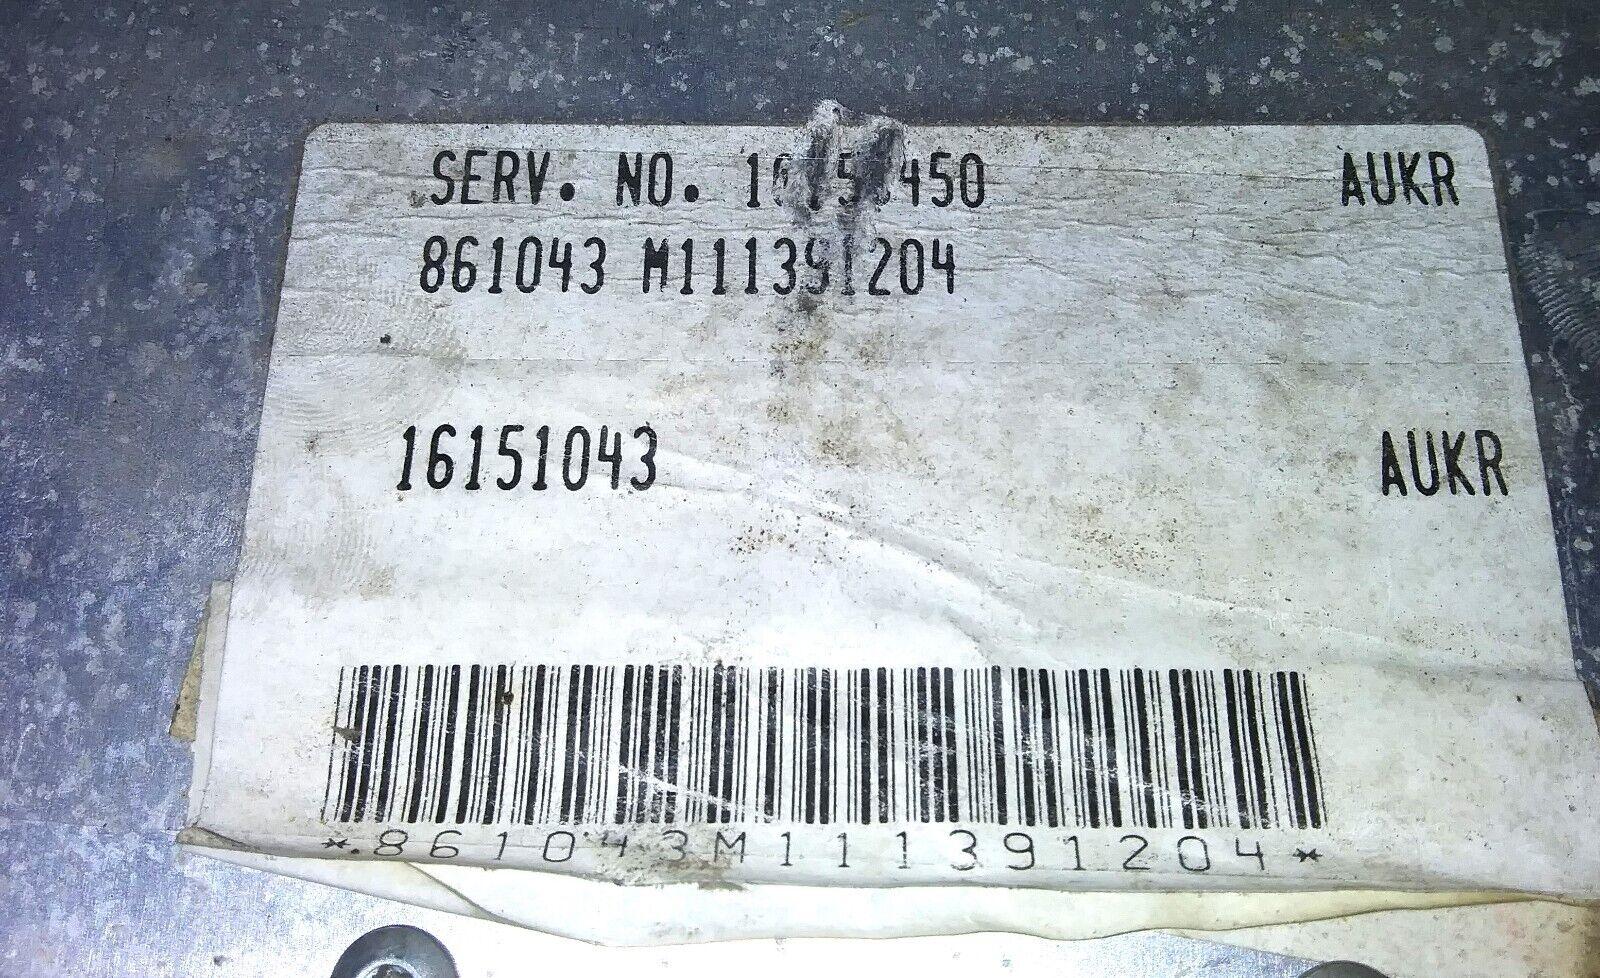 SERV. NO. AUKR
861043 M111391204
16151043 AUKR
*.861043M111391204*